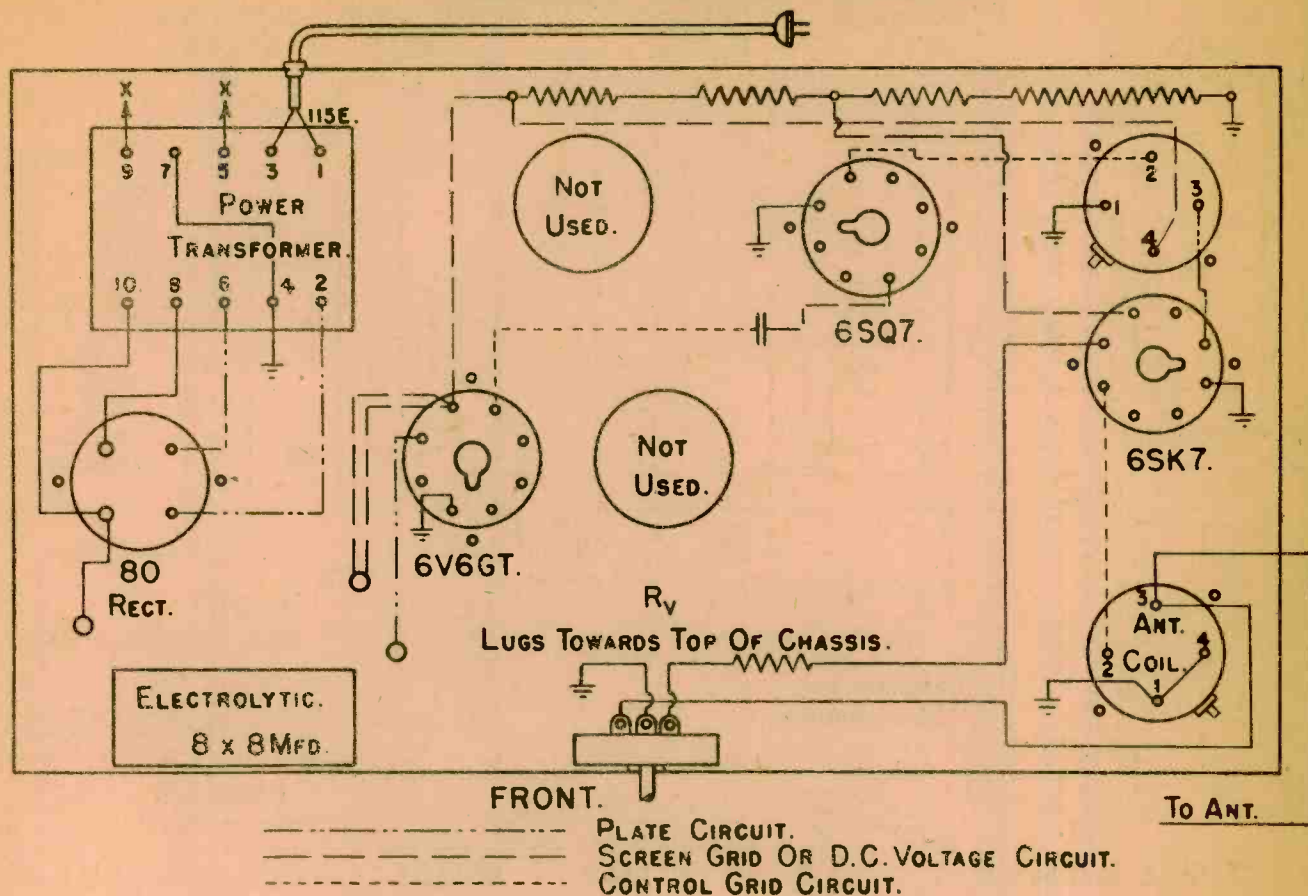 X X
115E.
9 7 5 3 1
POWER
TRANSFORMER.
10. 8 6 4 2
NOT
USED.
6SQ7.
2
1 3
4
6SK7.
NOT
USED.
80
RECT.
6V6GT.
RV
LUGS TOWARDS TOP OF CHASSIS.
3
ANT.
COIL.
2 4
1
ELECTROLYTIC.
8 x 8 MFD.
FRONT.
TO ANT.
PLATE CIRCUIT.
SCREEN GRID OR D.C. VOLTAGE CIRCUIT.
CONTROL GRID CIRCUIT.